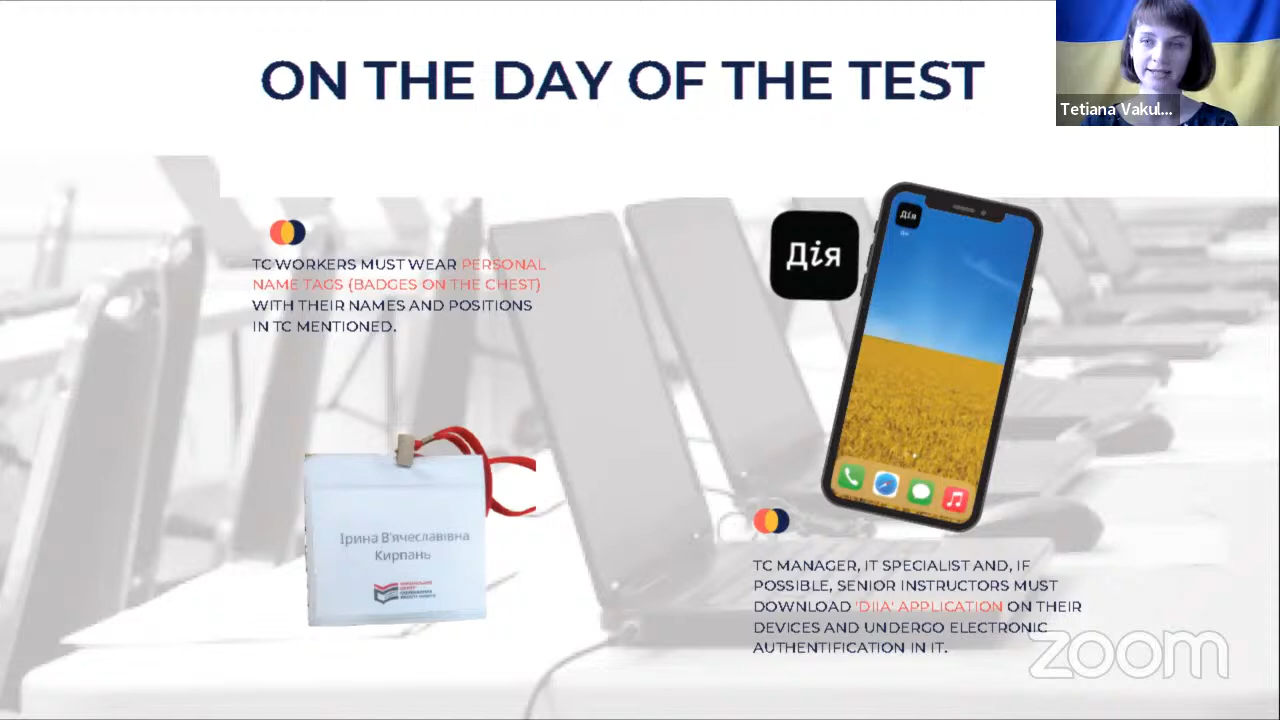 ON THE DAY OF THE TEST
Tetiana Vakul...
TC WORKERS MUST WEAR PERSONAL
NAME TAGS (BADGES ON THE CHEST)
WITH THEIR NAMES AND POSITIONS
IN TC MENTIONED.
Дія
Дія
Ірина В'ячеславівна
Кирпань
TC MANAGER, IT SPECIALIST AND, IF
POSSIBLE, SENIOR INSTRUCTORS MUST
DOWNLOAD 'DIIA' APPLICATION ON THEIR
DEVICES AND UNDERGO ELECTRONIC
AUTHENTIFICATION IN IT.
zoom